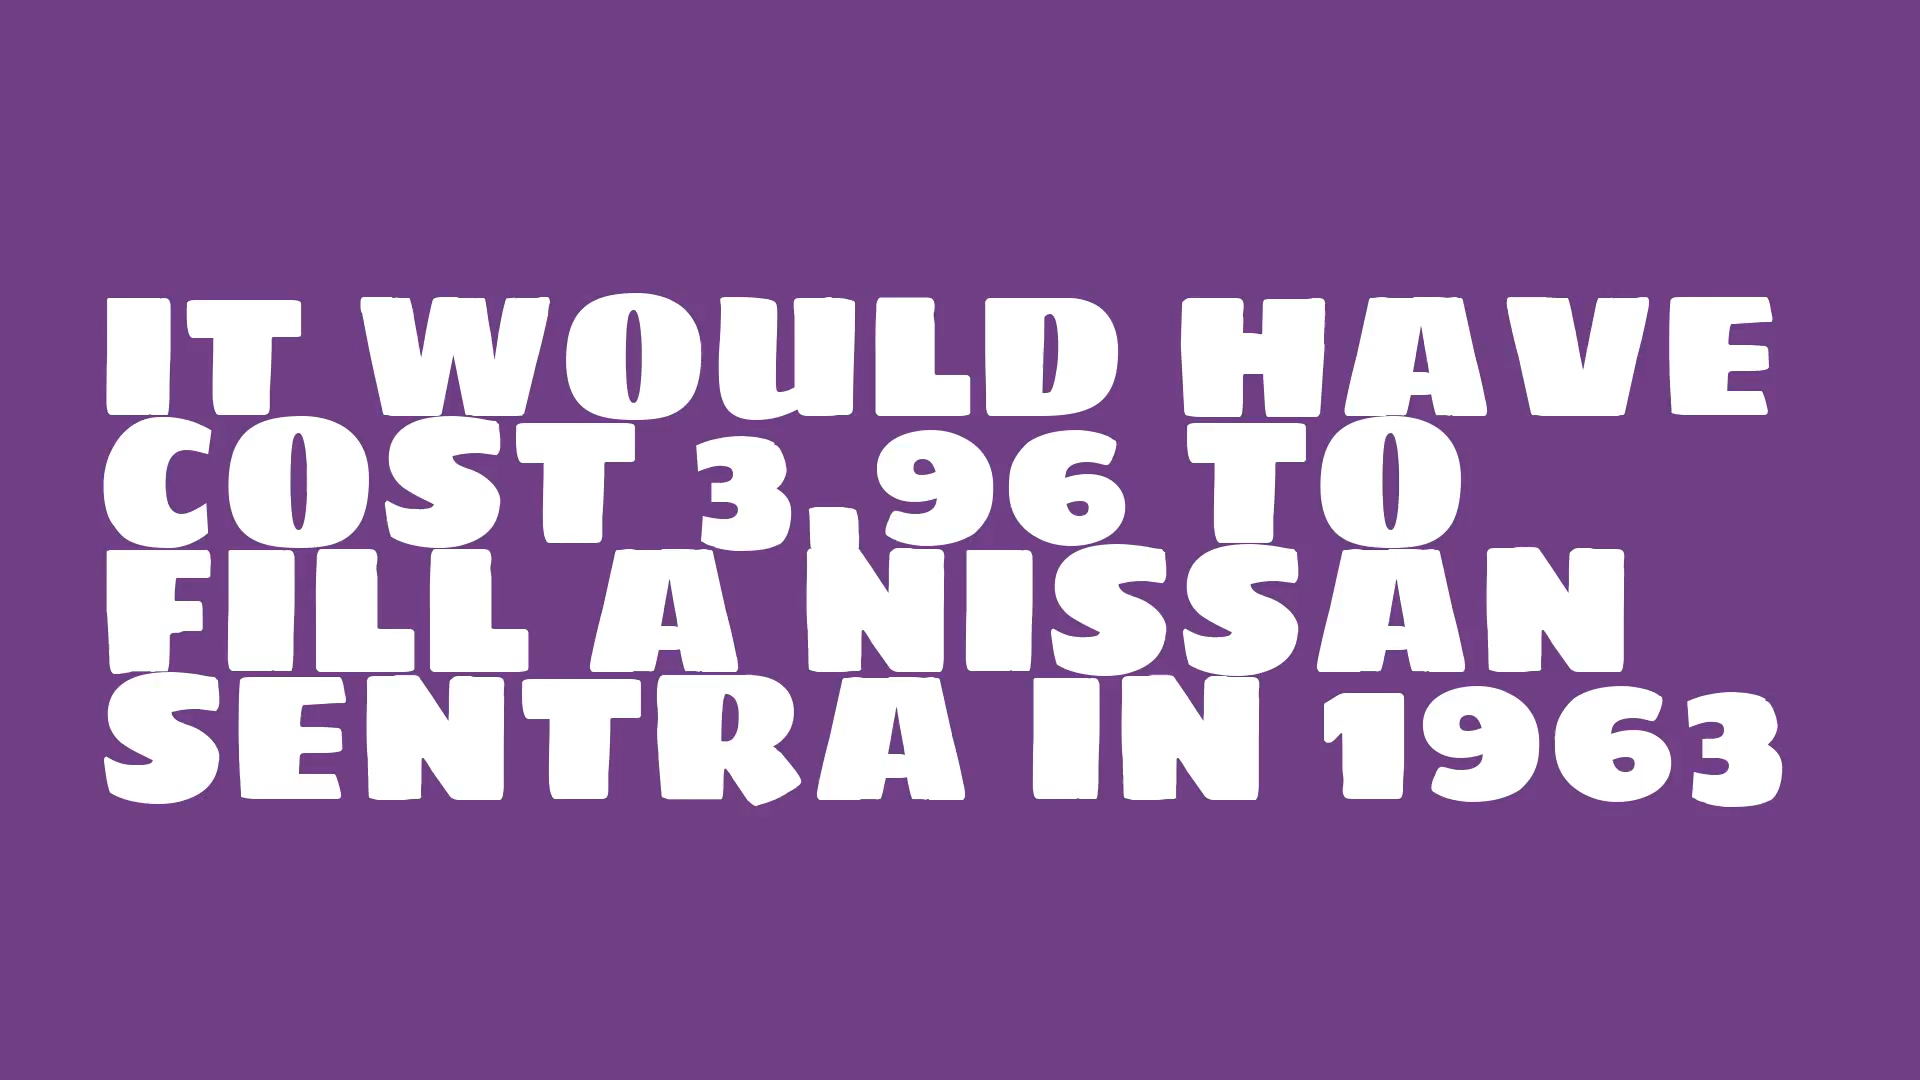 IT WOULD HAVE
COST 3.96 TO
FILL A NISSAN
SENTRA IN 1963